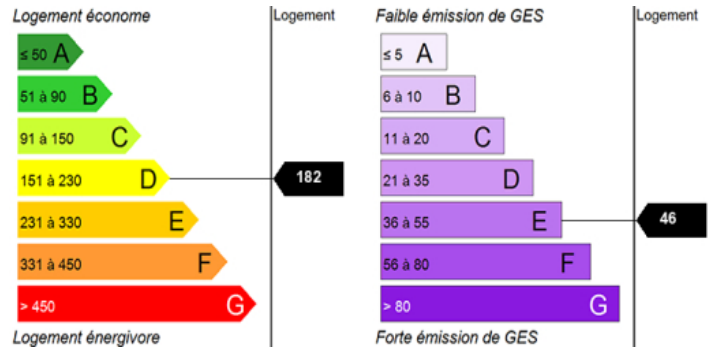 Logement économe
Logement
≤ 50 A
51 à 90 B
91 à 150 C
151 à 230 D
182
231 à 330 E
331 à 450 F
> 450 G
Logement énergivore
Faible émission de GES
Logement
≤ 5 A
6 à 10 B
11 à 20 C
21 à 35 D
36 à 55 E
46
56 à 80 F
> 80 G
Forte émission de GES